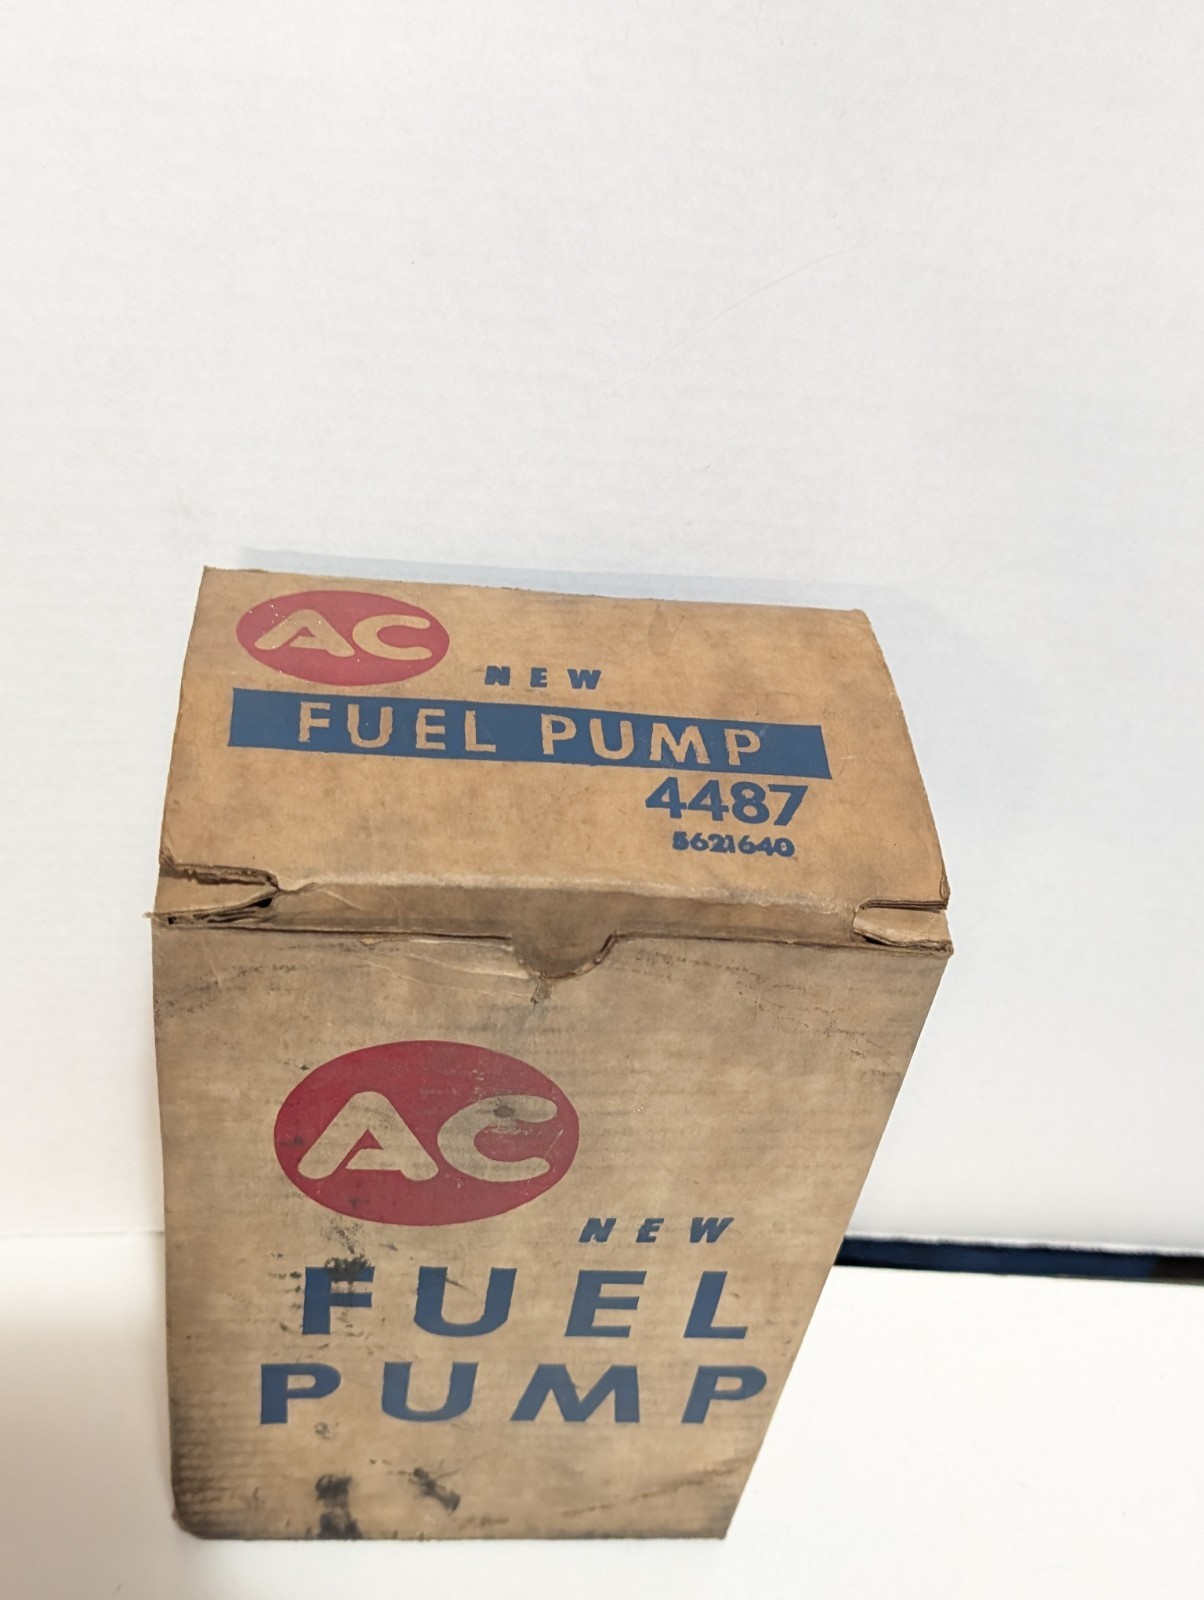 AC
NEW
FUEL PUMP
4487
5621640
AC
NEW
FUEL
PUMP